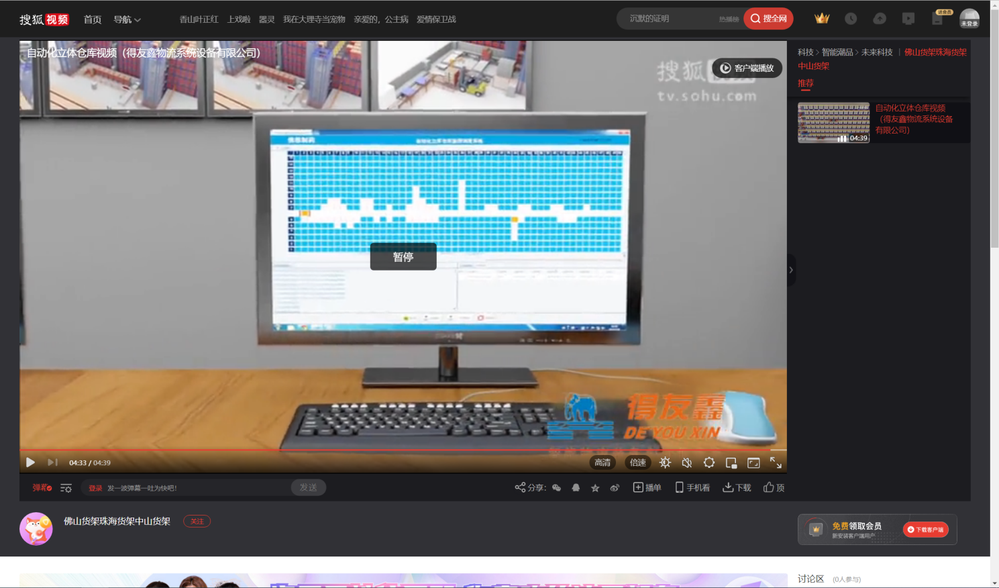 搜狐视频 首页 导航 香山叶正红 上戏啦 器灵 我在大理寺当宠物 亲爱的，公主病 爱情保卫战 沉默的证明 热播榜 搜全网 送会员 未登录
自动化立体仓库视频（得友鑫物流系统设备有限公司）
搜狐
客户端播放
tv.sohu.com
科技 智能潮品 未来科技 | 佛山货架珠海货架
中山货架
推荐
自动化立体仓库视频
（得友鑫物流系统设备
有限公司）
04:39
暂停
得友鑫
DE YOU XIN
04:33 / 04:39 高清 倍速
弹幕 登录 发一波弹幕一吐为快吧! 发送 分享: 播单 手机看 下载 顶
佛山货架珠海货架中山货架 关注
免费领取会员
新安装客户端用户
下载客户端
讨论区 (0人参与)